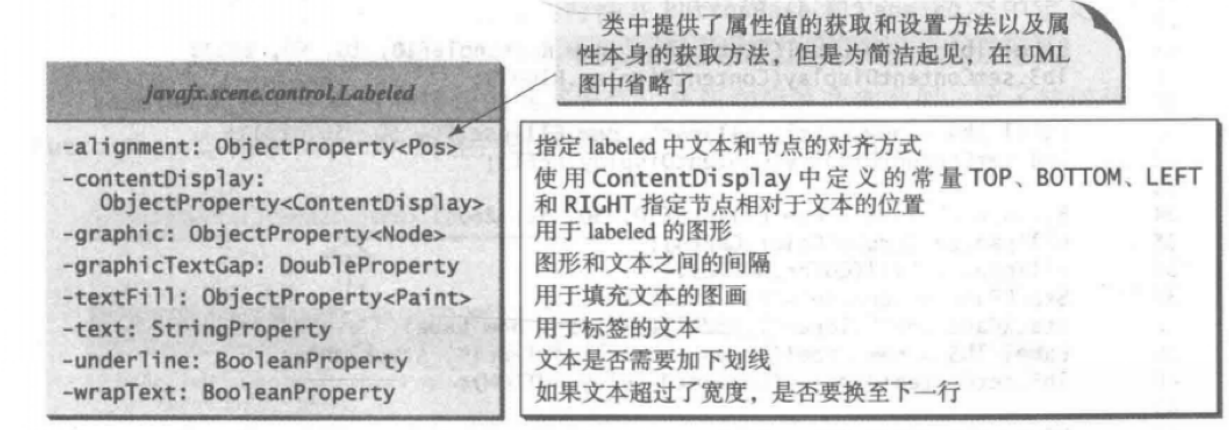 类中提供了属性值的获取和设置方法以及属
性本身的获取方法，但是为简洁起见，在 UML
图中省略了
javafx.scene.control.Labeled
-alignment: ObjectProperty<Pos>
-contentDisplay:
ObjectProperty<ContentDisplay>
-graphic: ObjectProperty<Node>
-graphicTextGap: DoubleProperty
-textFill: ObjectProperty<Paint>
-text: StringProperty
-underline: BooleanProperty
-wrapText: BooleanProperty
指定 labeled 中文本和节点的对齐方式
使用 ContentDisplay 中定义的常量 TOP、BOTTOM、LEFT
和 RIGHT 指定节点相对于文本的位置
用于 labeled 的图形
图形和文本之间的间隔
用于填充文本的图画
用于标签的文本
文本是否需要加下划线
如果文本超过了宽度，是否要换至下一行